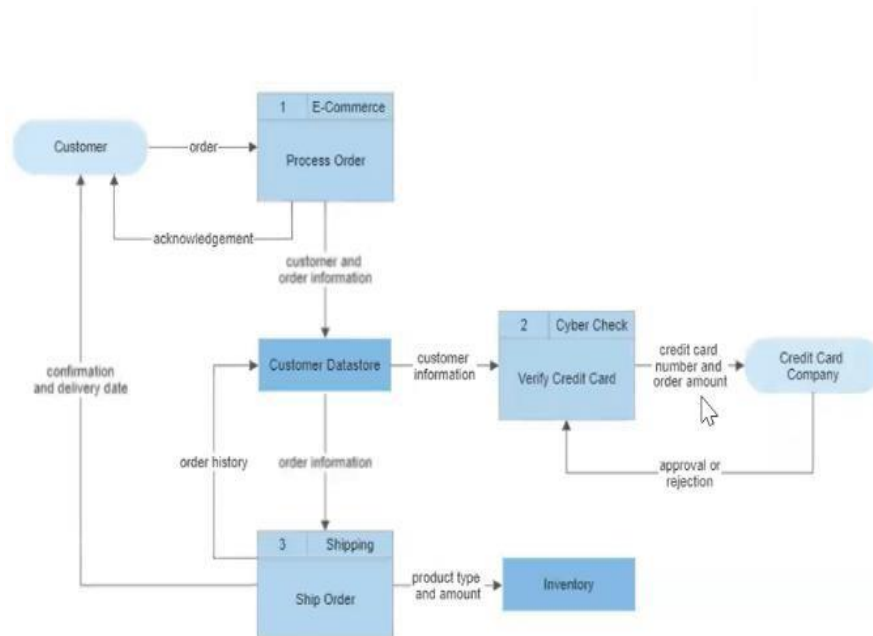 1 E-Commerce
Customer
order
Process Order
acknowledgement
customer and
order information
2 Cyber Check
confirmation
and delivery date
Customer Datastore
customer
information
Verify Credit Card
credit card
number and
order amount
Credit Card
Company
order history
order information
approval or
rejection
3 Shipping
Ship Order
product type
and amount
Inventory